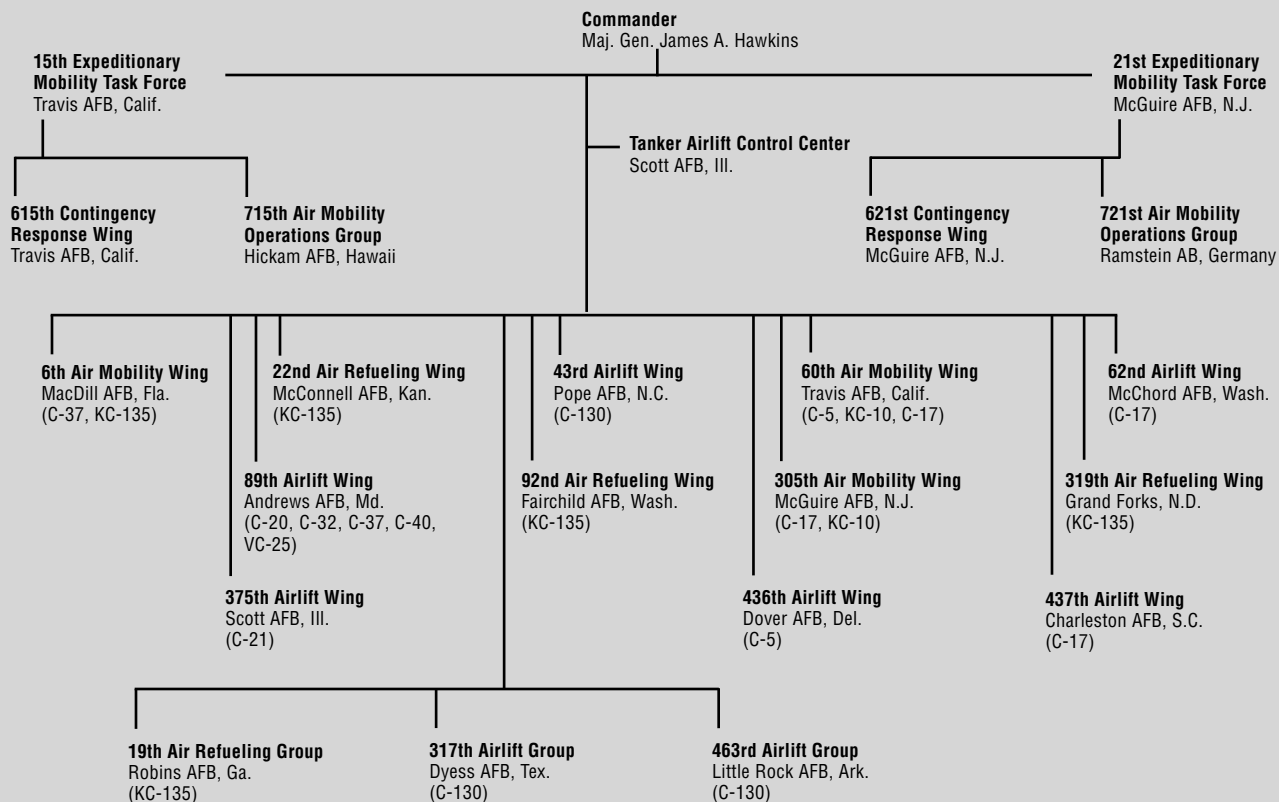 Commander
Maj. Gen. James A. Hawkins
15th Expeditionary
Mobility Task Force
Travis AFB, Calif.
21st Expeditionary
Mobility Task Force
McGuire AFB, N.J.
Tanker Airlift Control Center
Scott AFB, Ill.
615th Contingency
Response Wing
Travis AFB, Calif.
715th Air Mobility
Operations Group
Hickam AFB, Hawaii
621st Contingency
Response Wing
McGuire AFB, N.J.
721st Air Mobility
Operations Group
Ramstein AB, Germany
6th Air Mobility Wing
MacDill AFB, Fla.
(C-37, KC-135)
22nd Air Refueling Wing
McConnell AFB, Kan.
(KC-135)
43rd Airlift Wing
Pope AFB, N.C.
(C-130)
60th Air Mobility Wing
Travis AFB, Calif.
(C-5, KC-10, C-17)
62nd Airlift Wing
McChord AFB, Wash.
(C-17)
89th Airlift Wing
Andrews AFB, Md.
(C-20, C-32, C-37, C-40,
VC-25)
92nd Air Refueling Wing
Fairchild AFB, Wash.
(KC-135)
305th Air Mobility Wing
McGuire AFB, N.J.
(C-17, KC-10)
319th Air Refueling Wing
Grand Forks, N.D.
(KC-135)
375th Airlift Wing
Scott AFB, Ill.
(C-21)
436th Airlift Wing
Dover AFB, Del.
(C-5)
437th Airlift Wing
Charleston AFB, S.C.
(C-17)
19th Air Refueling Group
Robins AFB, Ga.
(KC-135)
317th Airlift Group
Dyess AFB, Tex.
(C-130)
463rd Airlift Group
Little Rock AFB, Ark.
(C-130)